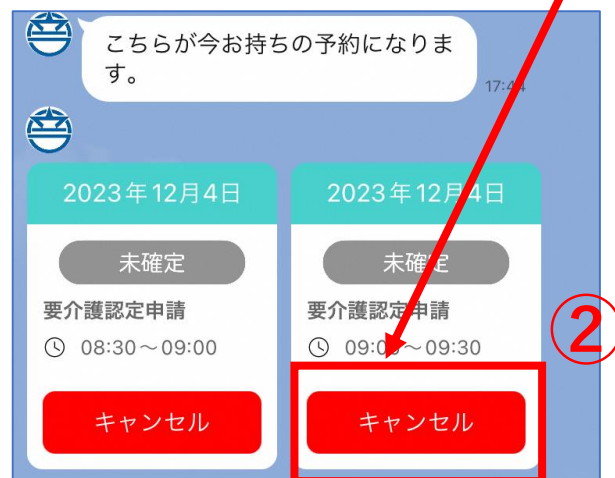 こちらが今お持ちの予約になりま
す。
17:44
2023年12月4日
未確定
要介護認定申請
08:30～09:00
キャンセル
2023年12月4日
未確定
要介護認定申請
09:00～09:30
キャンセル
②